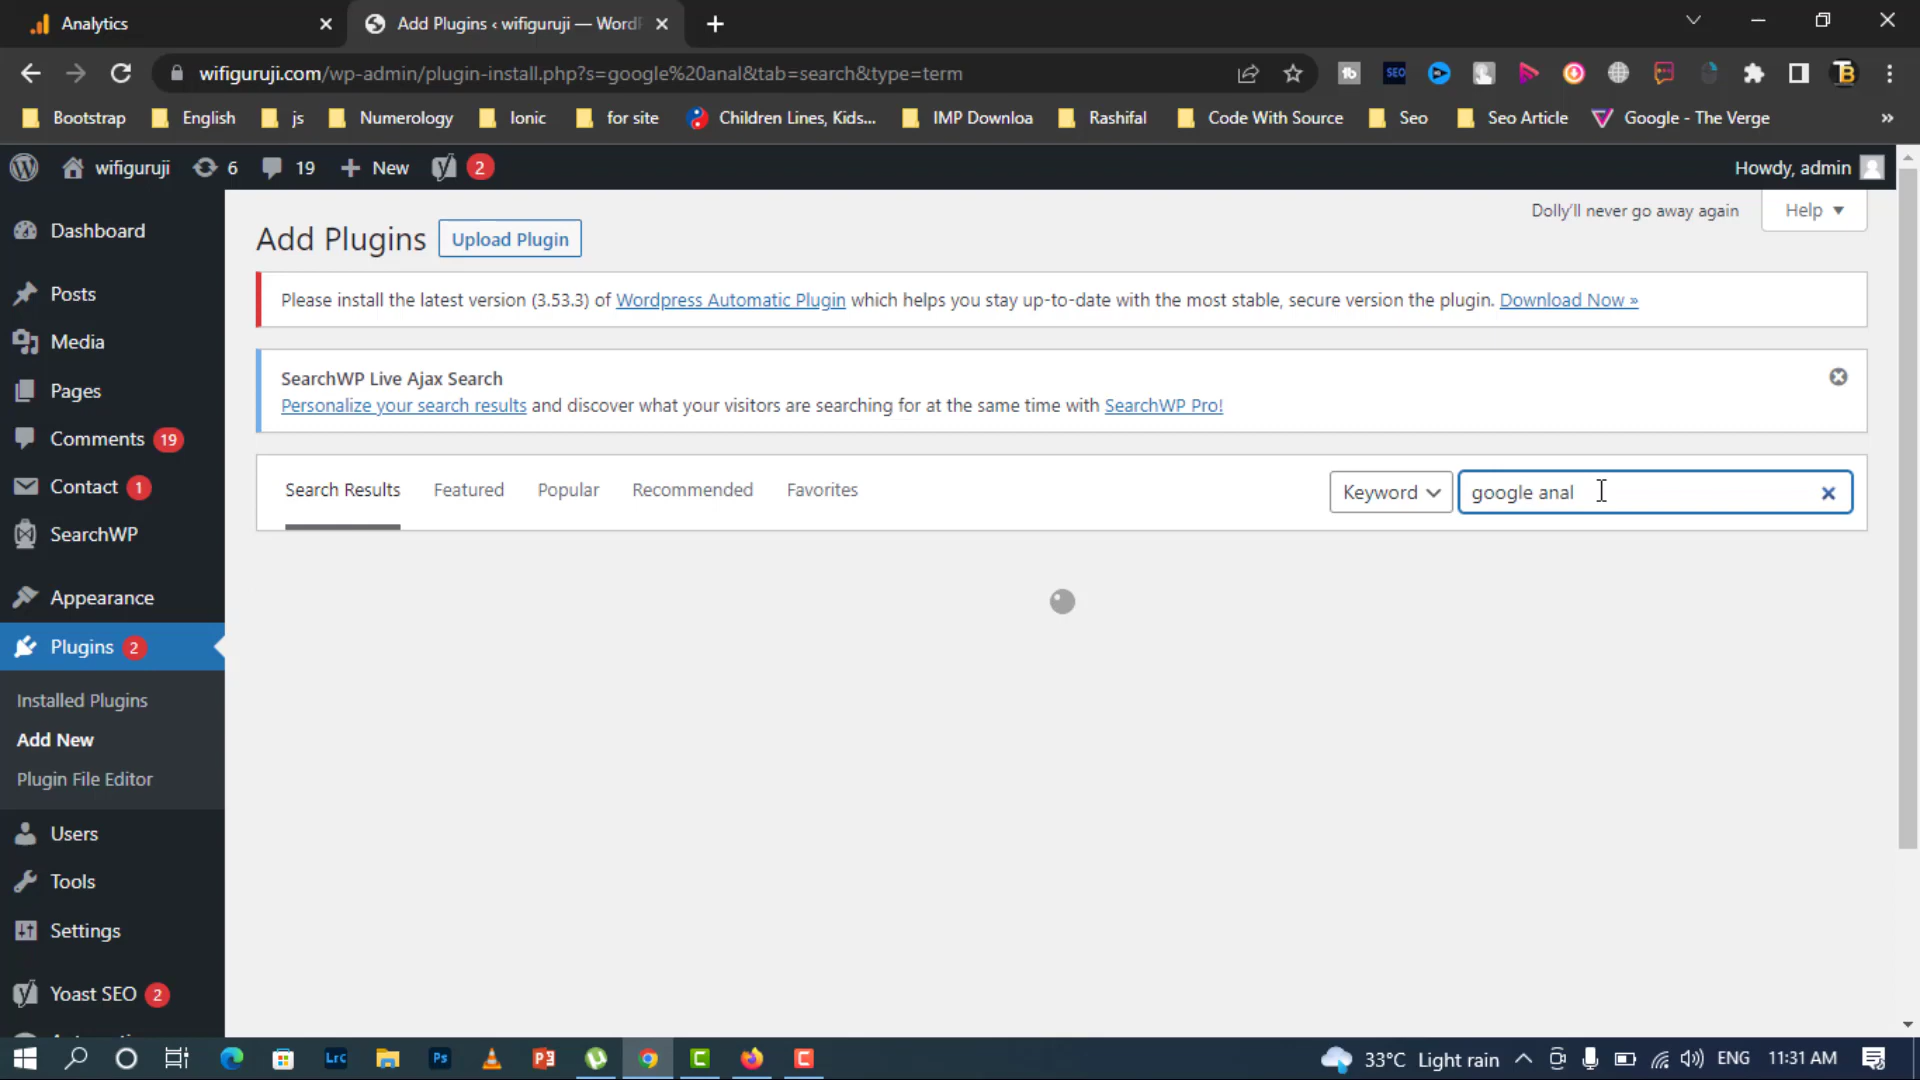 Analytics
Add Plugins ‹ wifiguruji — Word
wifiguruji.com/wp-admin/plugin-install.php?s=google%20anal&tab=search&type=term
Bootstrap English js Numerology Ionic for site Children Lines, Kids... IMP Downloa Rashifal Code With Source Seo Seo Article Google - The Verge »
wifiguruji 6 19 New 2 Howdy, admin
Dashboard
Posts
Media
Pages
Comments 19
Contact 1
SearchWP
Appearance
Plugins 2
Installed Plugins
Add New
Plugin File Editor
Users
Tools
Settings
Yoast SEO 2
Dolly'll never go away again
Help
Add Plugins Upload Plugin
Please install the latest version (3.53.3) of Wordpress Automatic Plugin which helps you stay up-to-date with the most stable, secure version the plugin. Download Now »
SearchWP Live Ajax Search
Personalize your search results and discover what your visitors are searching for at the same time with SearchWP Pro!
Search Results Featured Popular Recommended Favorites Keyword google anal
Lrc Ps 33°C Light rain ENG 11:31 AM